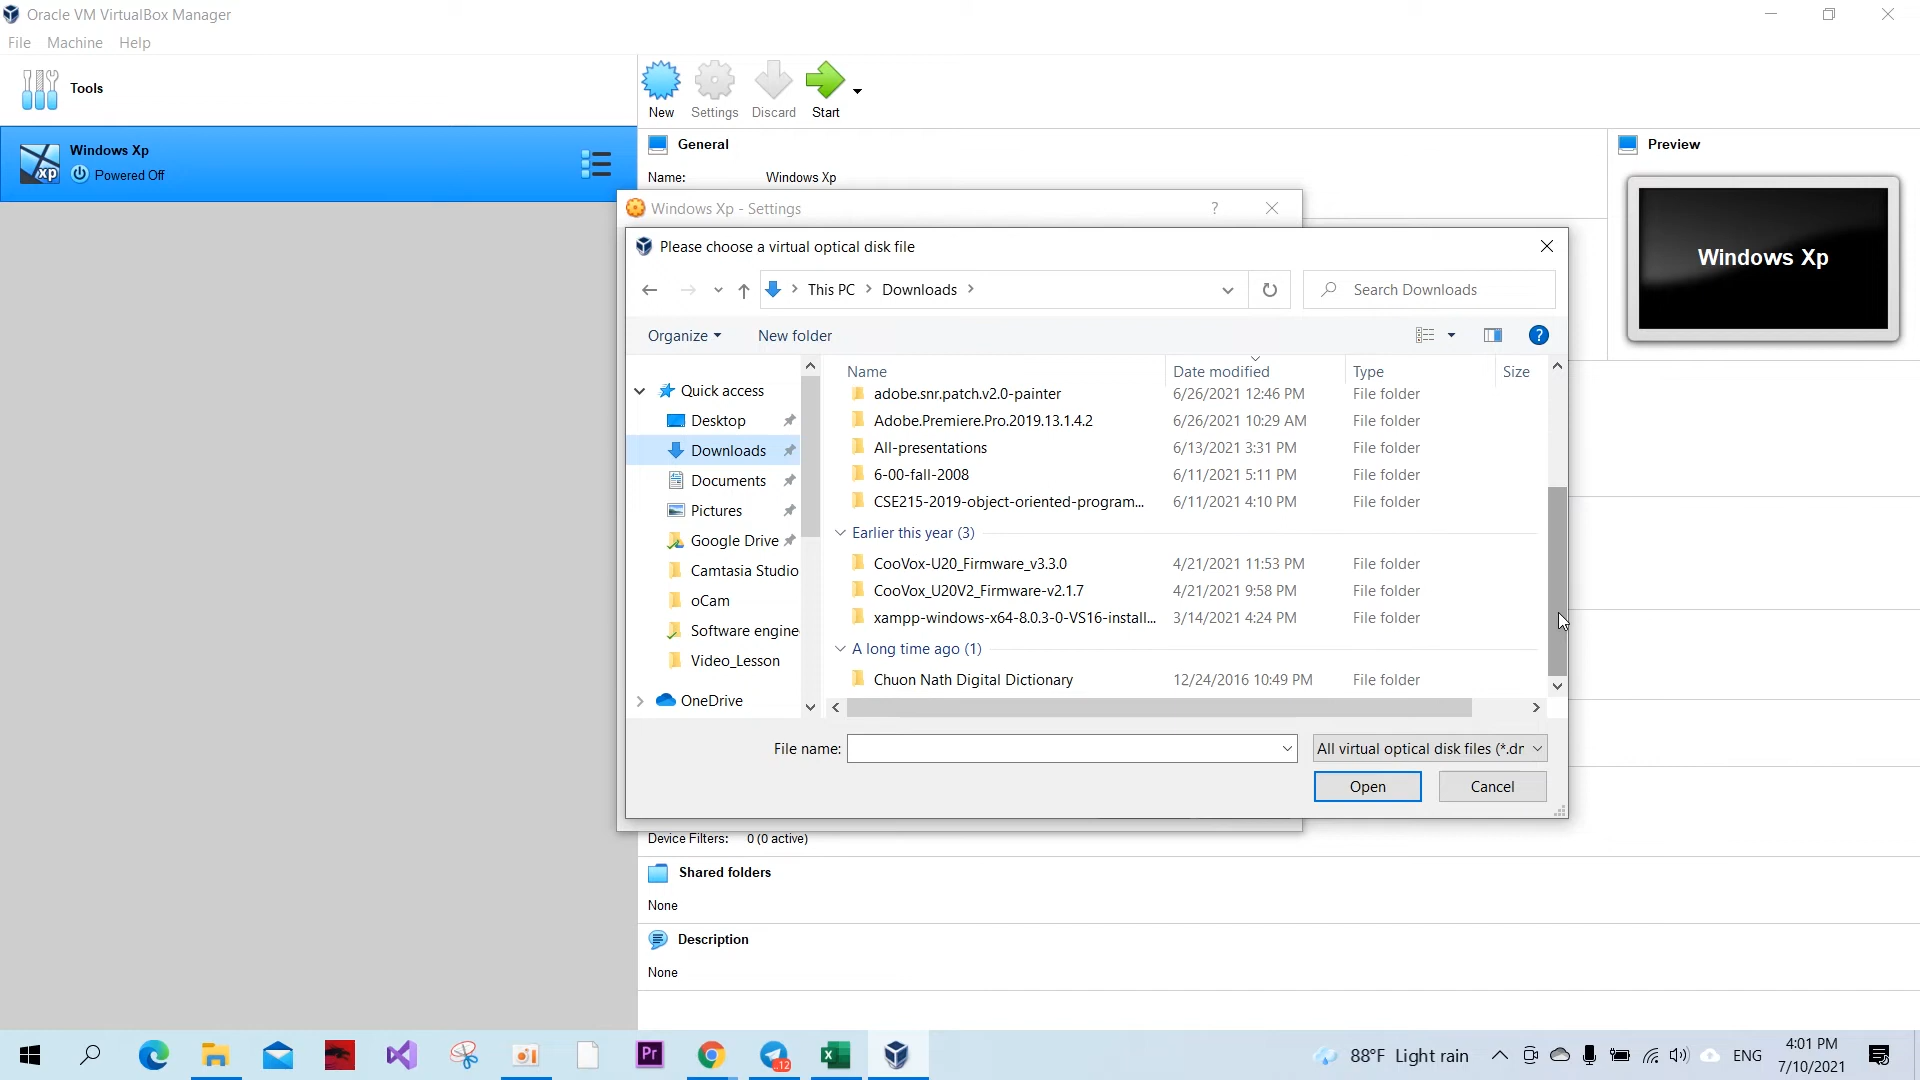 Oracle VM VirtualBox Manager
File Machine Help
Tools
New Settings Discard Start
Windows Xp
Powered Off
xp
General
Name: Windows Xp
Preview
Windows Xp
Windows Xp - Settings
?
Please choose a virtual optical disk file
This PC > Downloads >
Search Downloads
Organize New folder
?
Quick access
Desktop
Downloads
Documents
Pictures
Google Drive
Camtasia Studio
oCam
Software engine
Video_Lesson
OneDrive
Name Date modified Type Size
adobe.snr.patch.v2.0-painter 6/26/2021 12:46 PM File folder
Adobe.Premiere.Pro.2019.13.1.4.2 6/26/2021 10:29 AM File folder
All-presentations 6/13/2021 3:31 PM File folder
6-00-fall-2008 6/11/2021 5:11 PM File folder
CSE215-2019-object-oriented-program... 6/11/2021 4:10 PM File folder
Earlier this year (3)
CooVox-U20_Firmware_v3.3.0 4/21/2021 11:53 PM File folder
CooVox_U20V2_Firmware-v2.1.7 4/21/2021 9:58 PM File folder
xampp-windows-x64-8.0.3-0-VS16-install... 3/14/2021 4:24 PM File folder
A long time ago (1)
Chuon Nath Digital Dictionary 12/24/2016 10:49 PM File folder
File name:
All virtual optical disk files (*.dr
Open Cancel
Device Filters: 0 (0 active)
Shared folders
None
Description
None
Pr
12
88°F Light rain
ENG
4:01 PM
7/10/2021